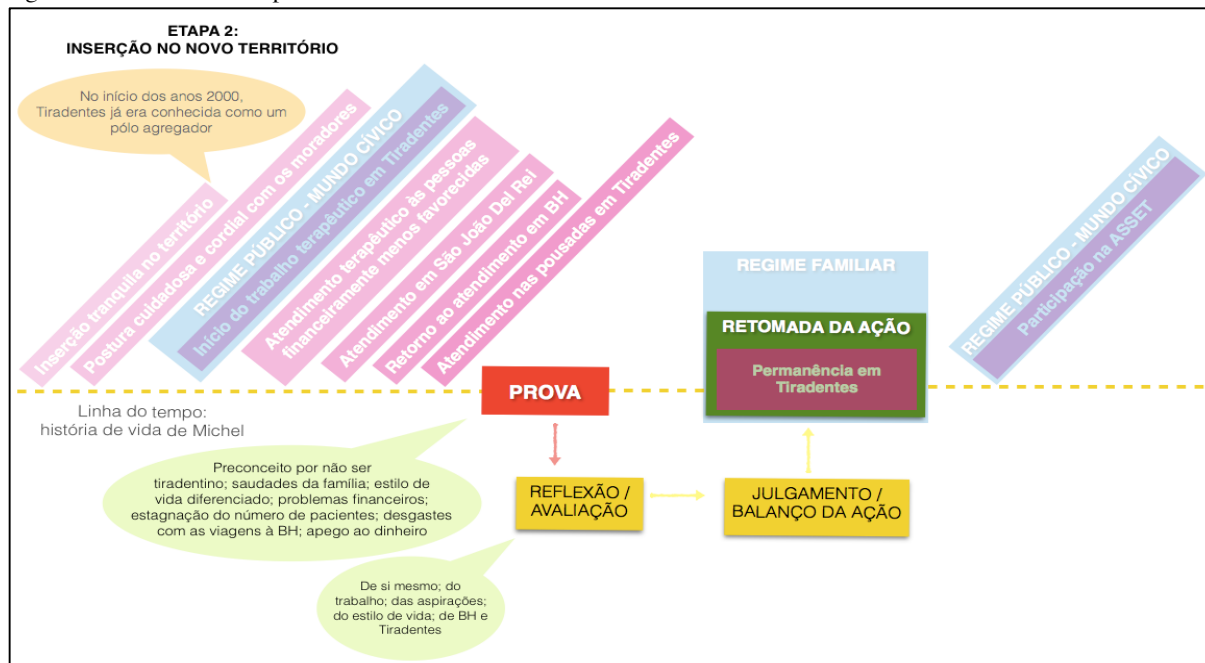 ETAPA 2:
INSERÇÃO NO NOVO TERRITÓRIO
No início dos anos 2000,
Tiradentes já era conhecida como um
pólo agregador
Inserção tranquila no território
Postura cuidadosa e cordial com os moradores
REGIME PÚBLICO - MUNDO CÍVICO
Início do trabalho terapêutico em Tiradentes
Atendimento terapêutico às pessoas
financeiramente menos favorecidas
Atendimento em São João Del Rei
Retorno ao atendimento em BH
Atendimento nas pousadas em Tiradentes
REGIME FAMILIAR
RETOMADA DA AÇÃO
Permanência em
Tiradentes
REGIME PÚBLICO - MUNDO CÍVICO
Participação na ASSET
PROVA
Linha do tempo:
história de vida de Michel
Preconceito por não ser
tiradentino; saudades da família; estilo de
vida diferenciado; problemas financeiros;
estagnação do número de pacientes; desgastes
com as viagens à BH; apego ao dinheiro
REFLEXÃO /
AVALIAÇÃO
JULGAMENTO /
BALANÇO DA AÇÃO
De si mesmo; do
trabalho; das aspirações;
do estilo de vida; de BH e
Tiradentes